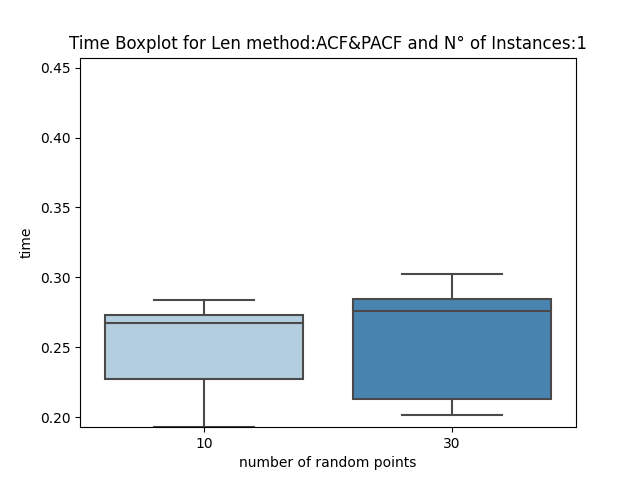 Time Boxplot for Len method:ACF&PACF and N° of Instances:1
0.45
0.40
0.35
0.30
0.25
0.20
time
10 30
number of random points